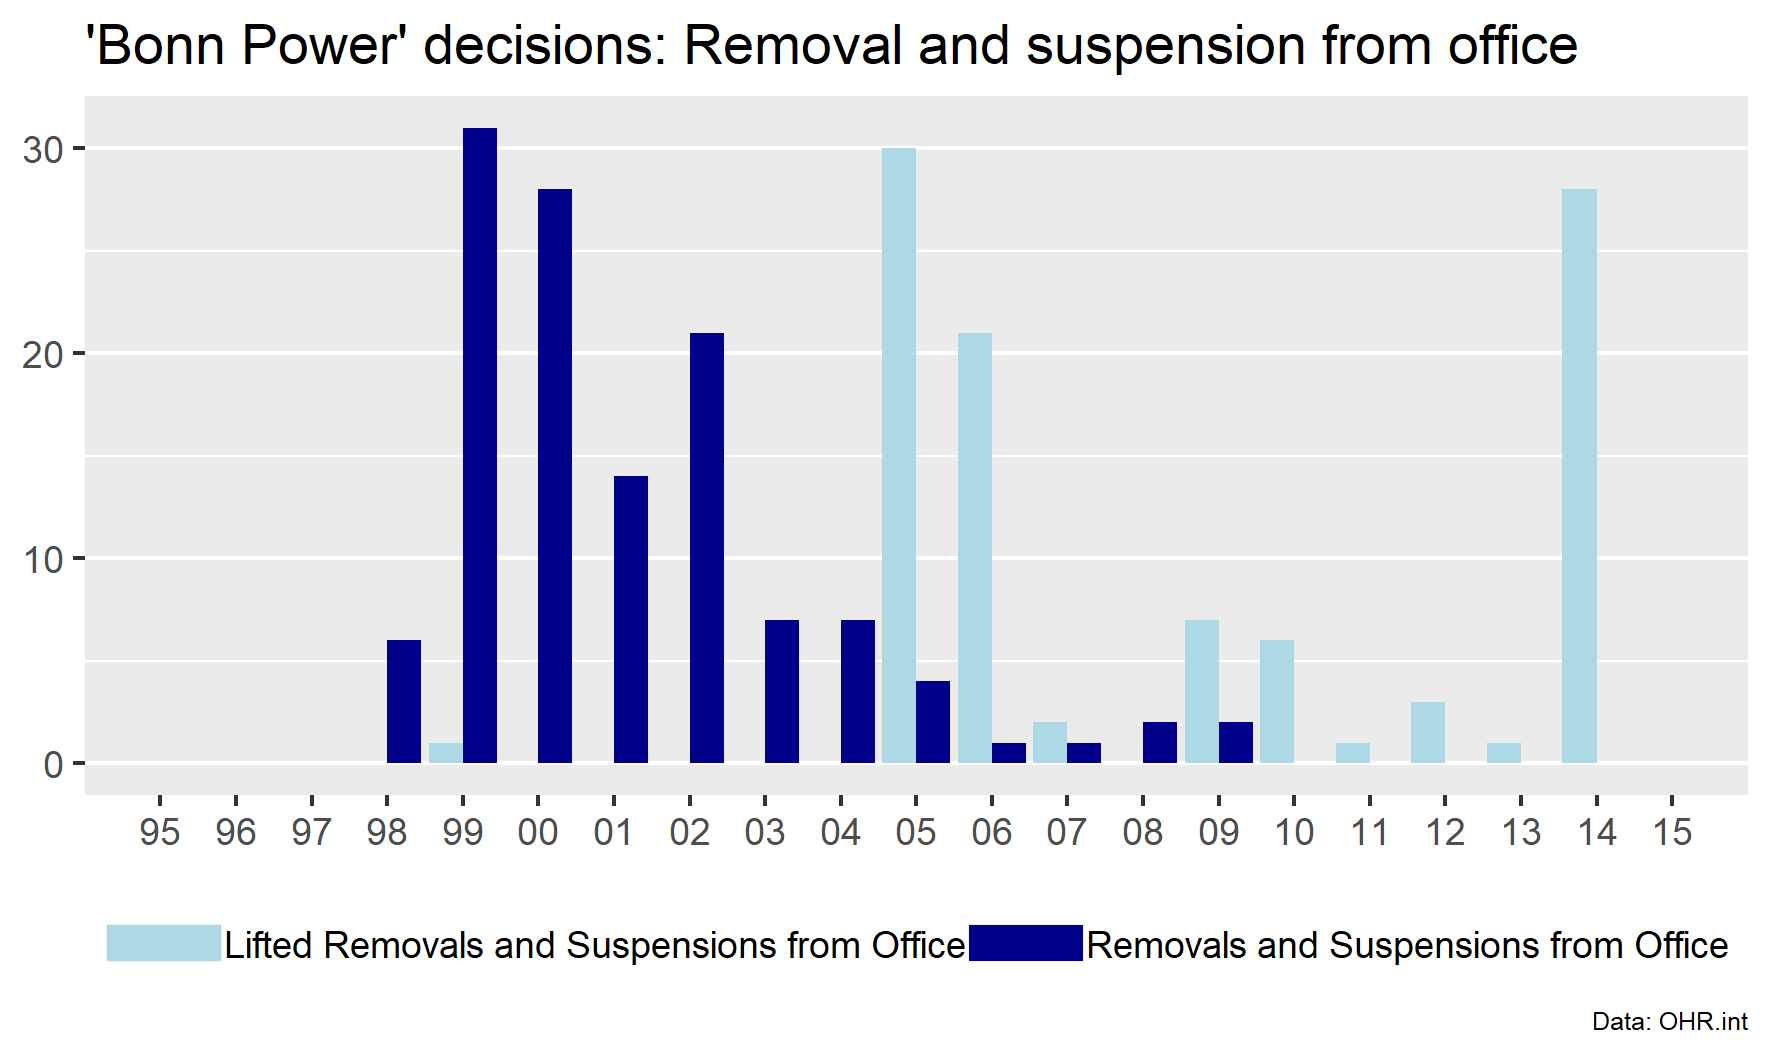 'Bonn Power' decisions: Removal and suspension from office
30
20
10
0
95 96 97 98 99 00 01 02 03 04 05 06 07 08 09 10 11 12 13 14 15
Lifted Removals and Suspensions from Office Removals and Suspensions from Office
Data: OHR.int